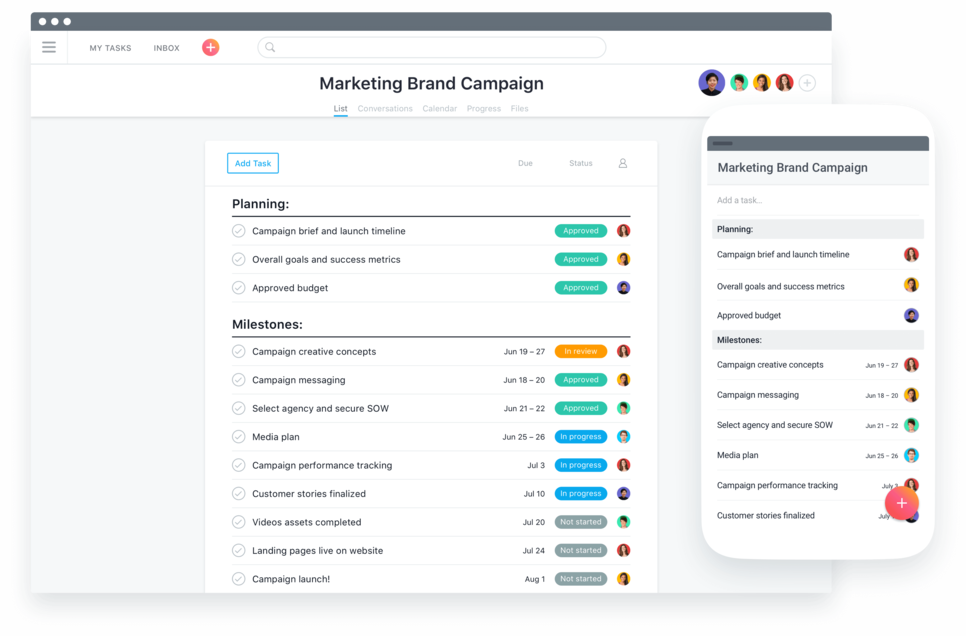 MY TASKS INBOX
Marketing Brand Campaign
List Conversations Calendar Progress Files
Add Task Due Status
Planning:
Campaign brief and launch timeline Approved
Overall goals and success metrics Approved
Approved budget Approved
Milestones:
Campaign creative concepts Jun 19 – 27 In review
Campaign messaging Jun 18 – 20 Approved
Select agency and secure SOW Jun 21 – 22 Approved
Media plan Jun 25 – 26 In progress
Campaign performance tracking Jul 3 In progress
Customer stories finalized Jul 10 In progress
Videos assets completed Jul 20 Not started
Landing pages live on website Jul 24 Not started
Campaign launch! Aug 1 Not started
Marketing Brand Campaign
Add a task...
Planning:
Campaign brief and launch timeline
Overall goals and success metrics
Approved budget
Milestones:
Campaign creative concepts Jun 19 – 27
Campaign messaging Jun 18 – 20
Select agency and secure SOW Jun 21 – 22
Media plan Jun 25 – 26
Campaign performance tracking July 3
Customer stories finalized July